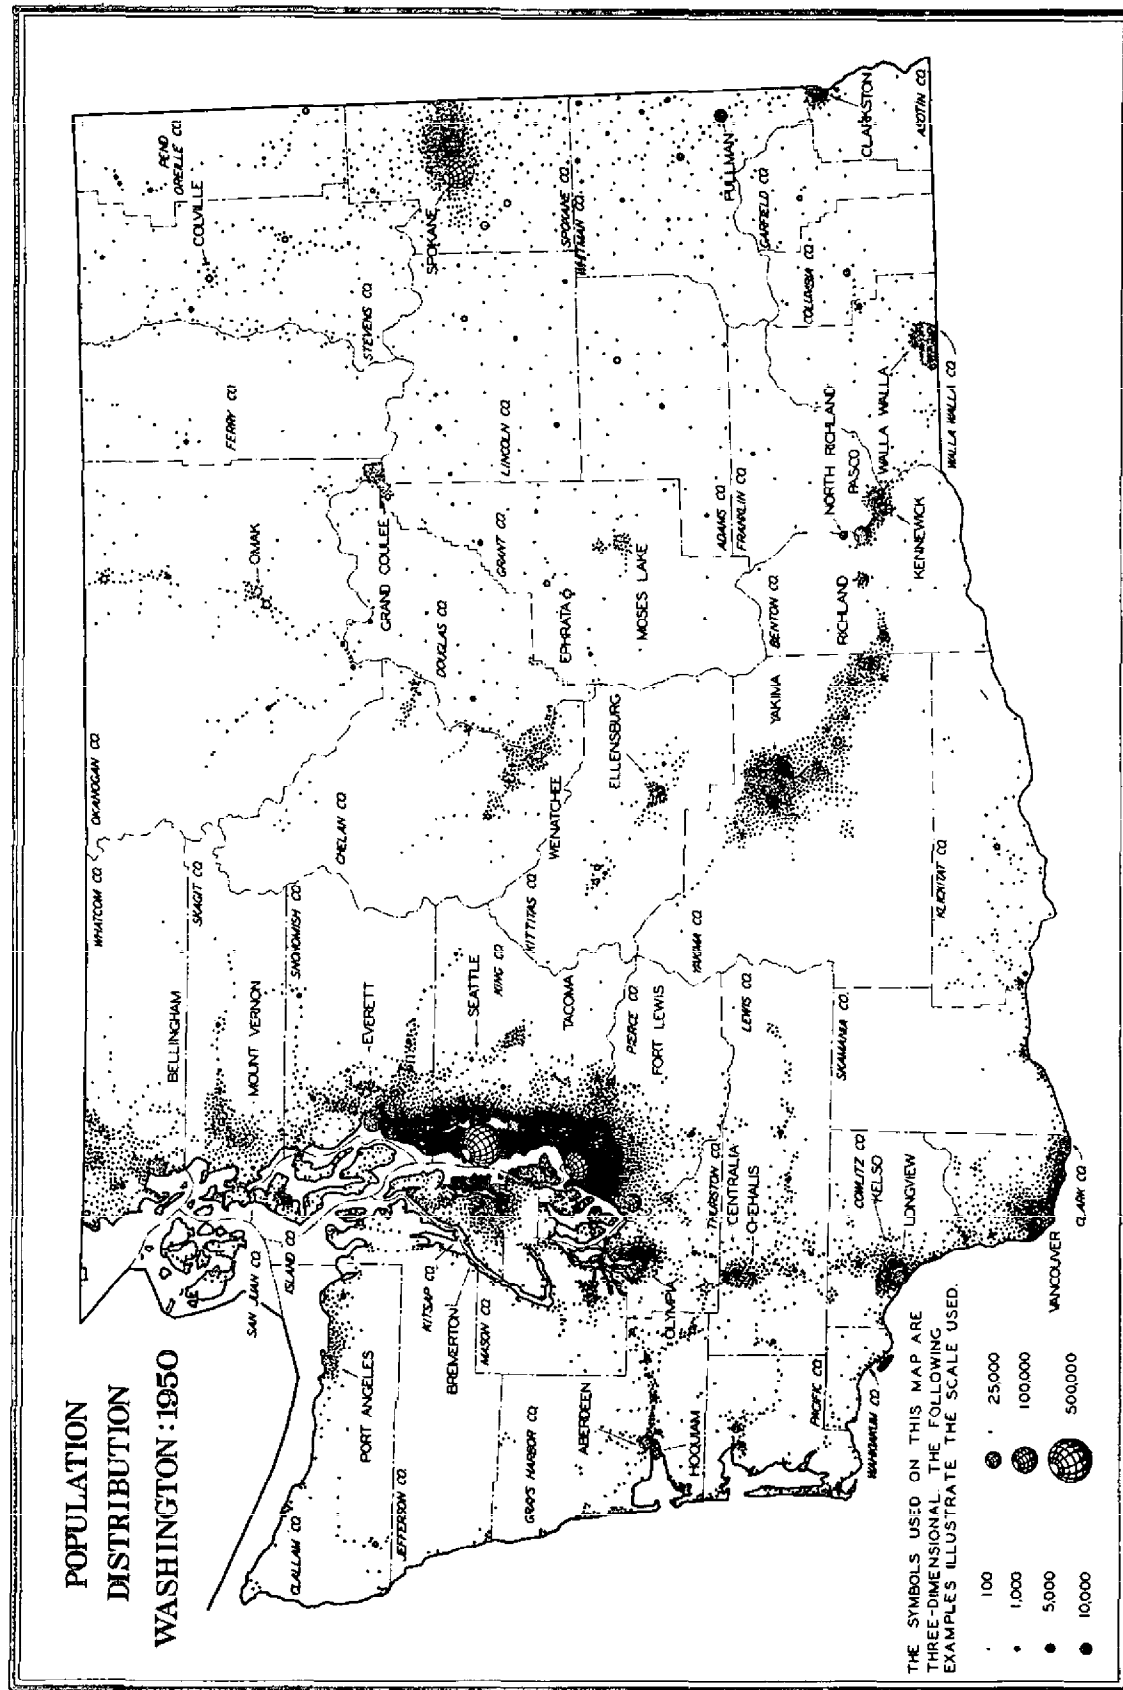 POPULATION
DISTRIBUTION
WASHINGTON: 1950
WHATCOM CO.
OKANOGAN CO.
PEND
OREILLE CO.
COLVILLE
BELLINGHAM
SKAGIT CO.
OMAK
FERRY CO.
SAN JUAN CO.
MOUNT VERNON
ISLAND CO.
SNOHOMISH CO.
CHELAN CO.
CLALLAM CO.
PORT ANGELES
EVERETT
GRAND COULEE
STEVENS CO.
JEFFERSON CO.
KITSAP CO.
DOUGLAS CO.
SPOKANE
BREMERTON
SEATTLE
MASON CO.
KING CO.
GRANT CO.
LINCOLN CO.
GRAYS HARBOR CO.
KITTITAS CO.
WENATCHEE
EPHRATA
SPOKANE CO.
WHITMAN CO.
ABERDEEN
TACOMA
ELLENSBURG
MOSES LAKE
PIERCE CO.
OLYMPIA
FORT LEWIS
HOQUIAM
YAKIMA CO.
THURSTON CO.
ADAMS CO.
FRANKLIN CO.
PULLMAN
CENTRALIA
CHEHALIS
LEWIS CO.
YAKIMA
BENTON CO.
GARFIELD CO.
PACIFIC CO.
COLUMBIA CO.
SKAMANIA CO.
RICHLAND
NORTH RICHLAND
PASCO
WALLA WALLA
CLARKSTON
WAHKIAKUM CO.
COWLITZ CO.
KELSO
LONGVIEW
KENNEWICK
ASOTIN CO.
KLICKITAT CO.
WALLA WALLA CO.
VANCOUVER
CLARK CO.
THE SYMBOLS USED ON THIS MAP ARE
THREE-DIMENSIONAL. THE FOLLOWING
EXAMPLES ILLUSTRATE THE SCALE USED.
100
25,000
1,000
100,000
5,000
500,000
10,000